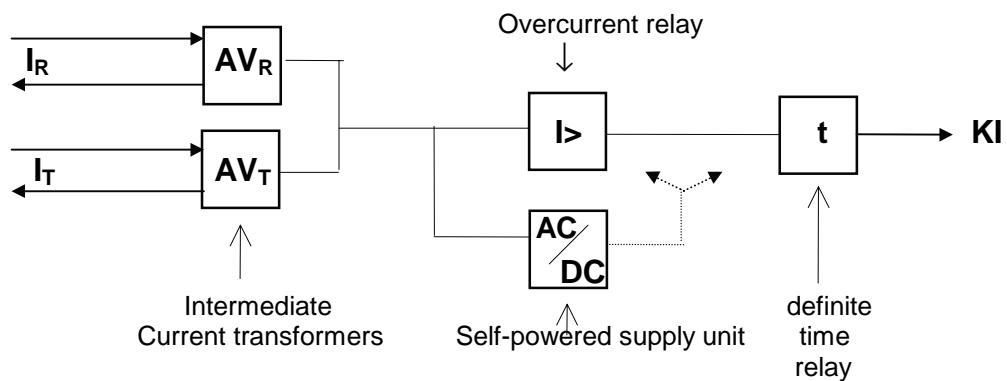 Overcurrent relay
I_R
AV_R
I_T
AV_T
I>
t
KI
AC
DC
Intermediate
Current transformers
Self-powered supply unit
definite
time
relay